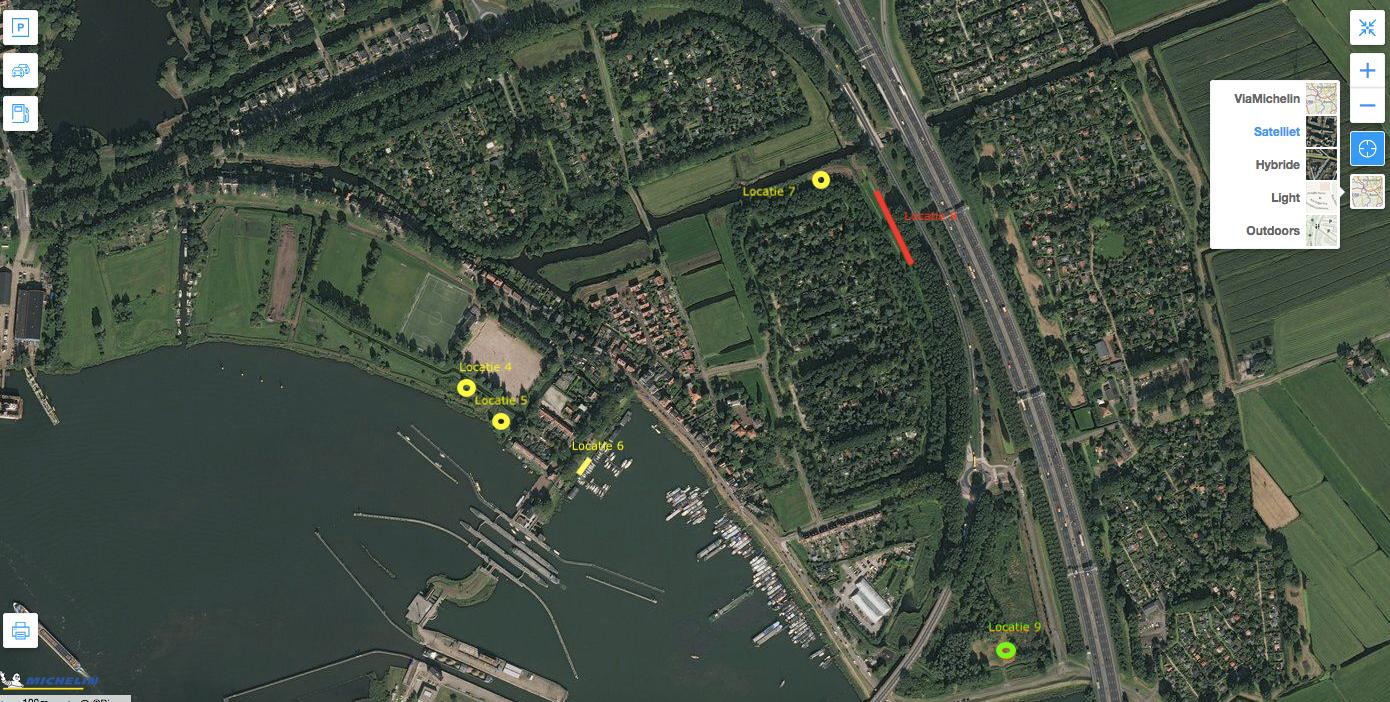 P
ViaMichelin
Satelliet
Hybride
Light
Outdoors
Locatie 7
Locatie 4
Locatie 5
Locatie 6
Locatie 9
MICHELIN